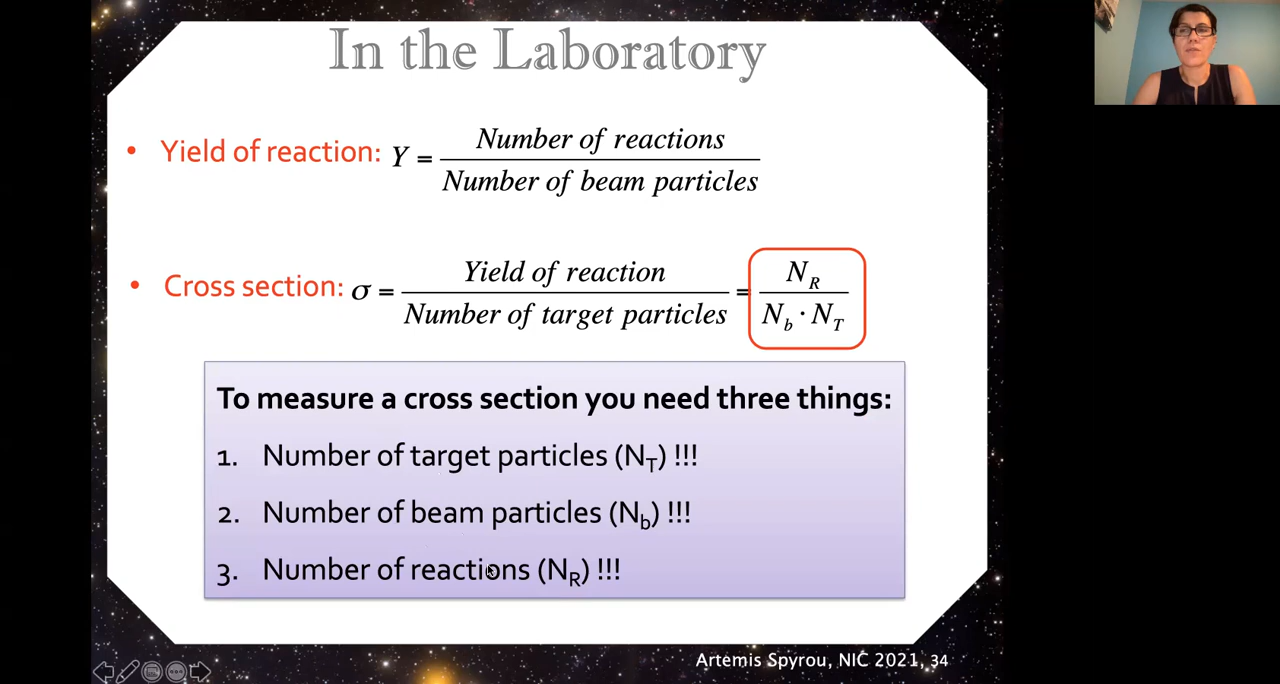 In the Laboratory
• Yield of reaction: Y = Number of reactions / Number of beam particles
• Cross section: σ = Yield of reaction / Number of target particles = N_R / N_b · N_T
To measure a cross section you need three things:
1. Number of target particles (N_T) !!!
2. Number of beam particles (N_b) !!!
3. Number of reactions (N_R) !!!
Artemis Spyrou, NIC 2021, 34